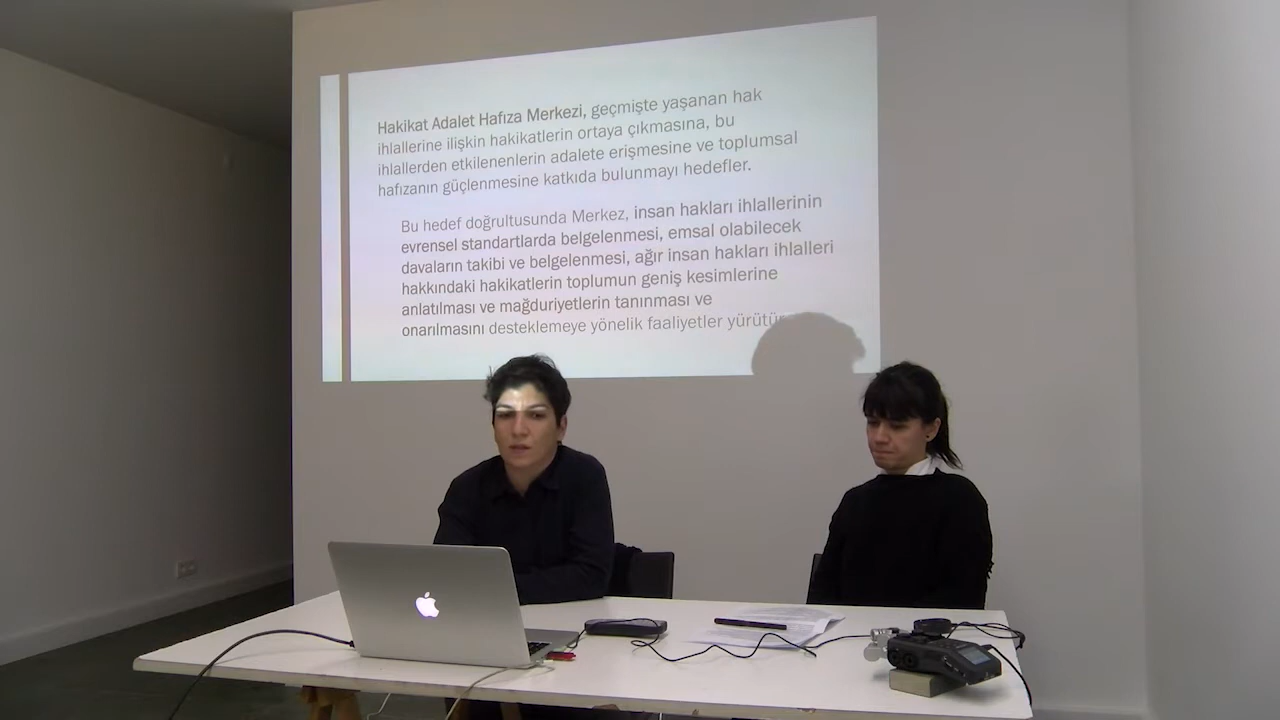 Hakikat Adalet Hafıza Merkezi, geçmişte yaşanan hak
ihlallerine ilişkin hakikatlerin ortaya çıkmasına, bu
ihlallerden etkilenenlerin adalete erişmesine ve toplumsal
hafızanın güçlenmesine katkıda bulunmayı hedefler.
Bu hedef doğrultusunda Merkez, insan hakları ihlallerinin
evrensel standartlarda belgelenmesi, emsal olabilecek
davaların takibi ve belgelenmesi, ağır insan hakları ihlalleri
hakkındaki hakikatlerin toplumun geniş kesimlerine
anlatılması ve mağduriyetlerin tanınması ve
onarılmasını desteklemeye yönelik faaliyetler